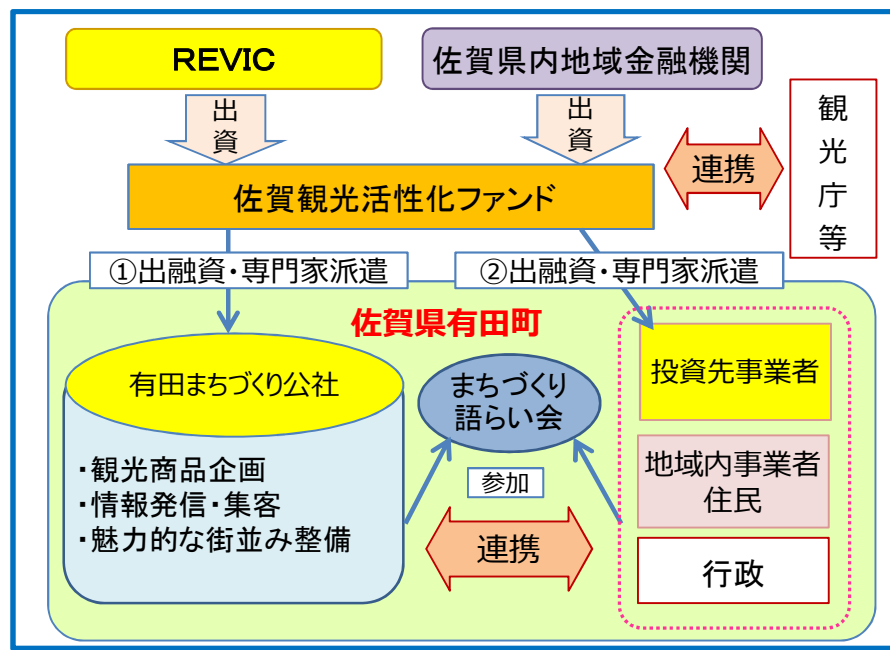 REVIC
佐賀県内地域金融機関
出資
出資
観光庁等
連携
佐賀観光活性化ファンド
①出融資・専門家派遣
②出融資・専門家派遣
佐賀県有田町
有田まちづくり公社
まちづくり
語らい会
投資先事業者
・観光商品企画
・情報発信・集客
・魅力的な街並み整備
参加
連携
地域内事業者
住民
行政